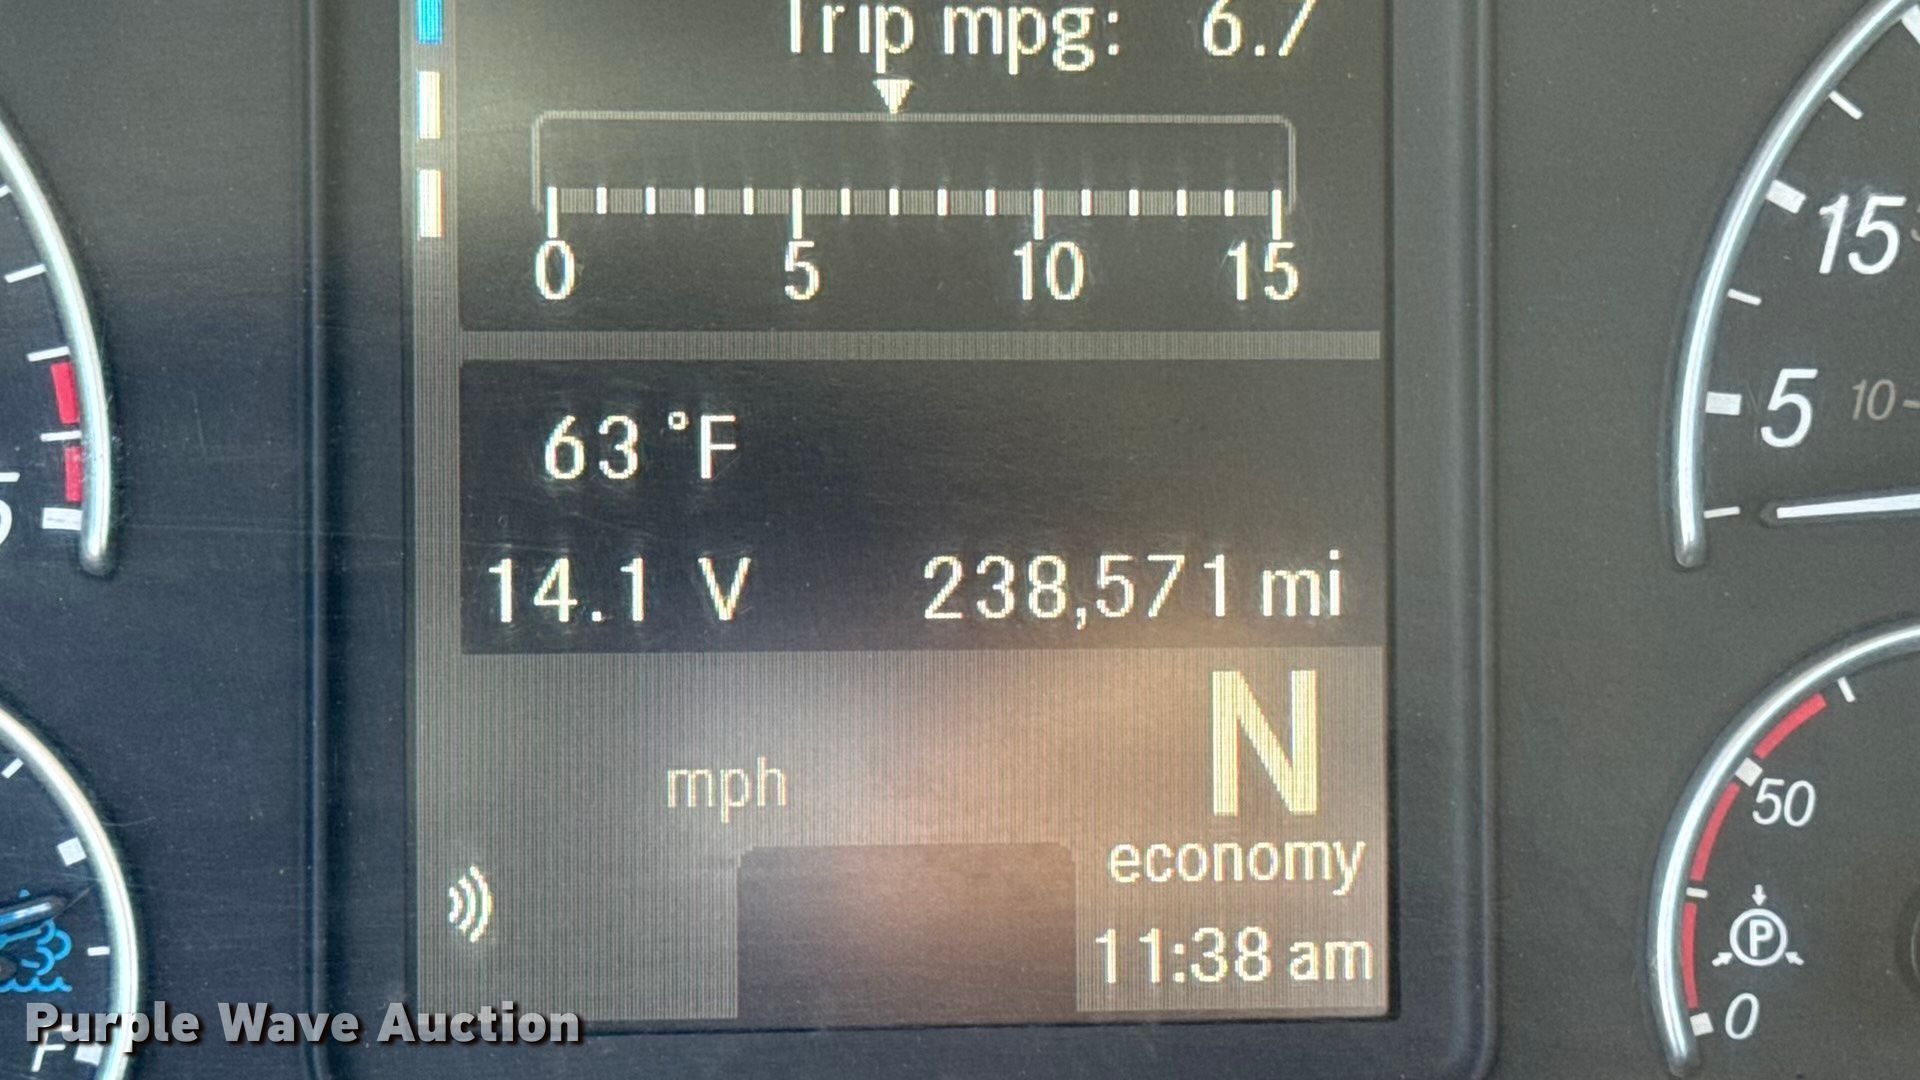 Trip mpg: 6.7
0 5 10 15
63 °F
14.1 V 238,571 mi
N
mph
economy
11:38 am
15
5 10
50
P
0
5
F
Purple Wave Auction